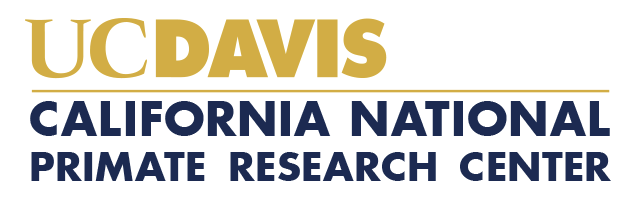 UCDAVIS
CALIFORNIA NATIONAL
PRIMATE RESEARCH CENTER